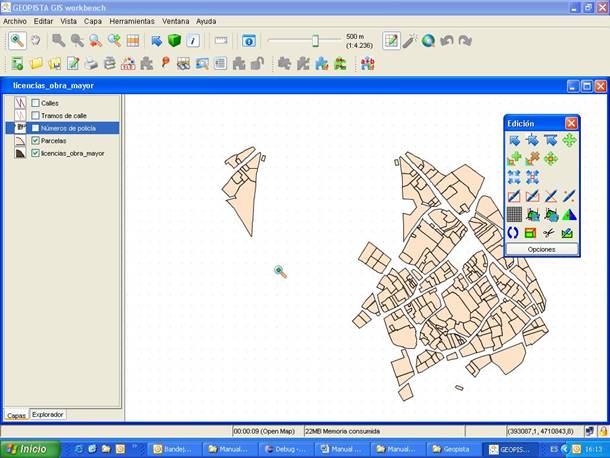 GEOPISTA GIS workbench
Archivo Editar Vista Capa Herramientas Ventana Ayuda
500 m
(1:4.236)
licencias_obra_mayor
Calles
Tramos de calle
Números de policía
Parcelas
licencias_obra_mayor
Edición
Opciones
Capas Explorador
00:00:09 (Open Map) 22MB Memoria consumida (393087,1, 4710843,8)
Inicio Bandej... Manual ... Debug -... Manual ... Manual... Geopista GEOPIS... ES 16:13